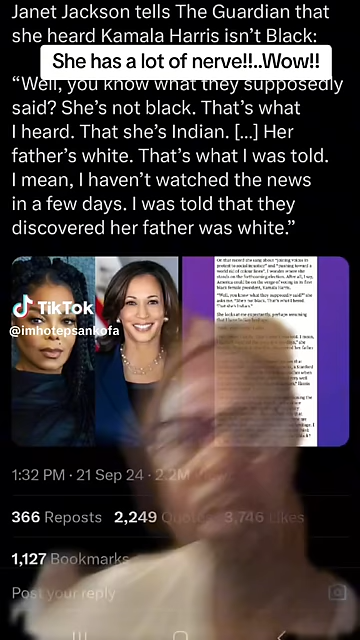 Janet Jackson tells The Guardian that
she heard Kamala Harris isn't Black:
She has a lot of nerve!!..Wow!!
“Well, you know what they supposedly
said? She's not black. That's what
I heard. That she's Indian. […] Her
father's white. That's what I was told.
I mean, I haven't watched the news
in a few days. I was told that they
discovered her father was white.”
TikTok
@imhotepsankofa
1:32 PM · 21 Sep 24 · 2.2M
366 Reposts 2,249 Quotes 3,746 Likes
1,127 Bookmarks
Post your reply